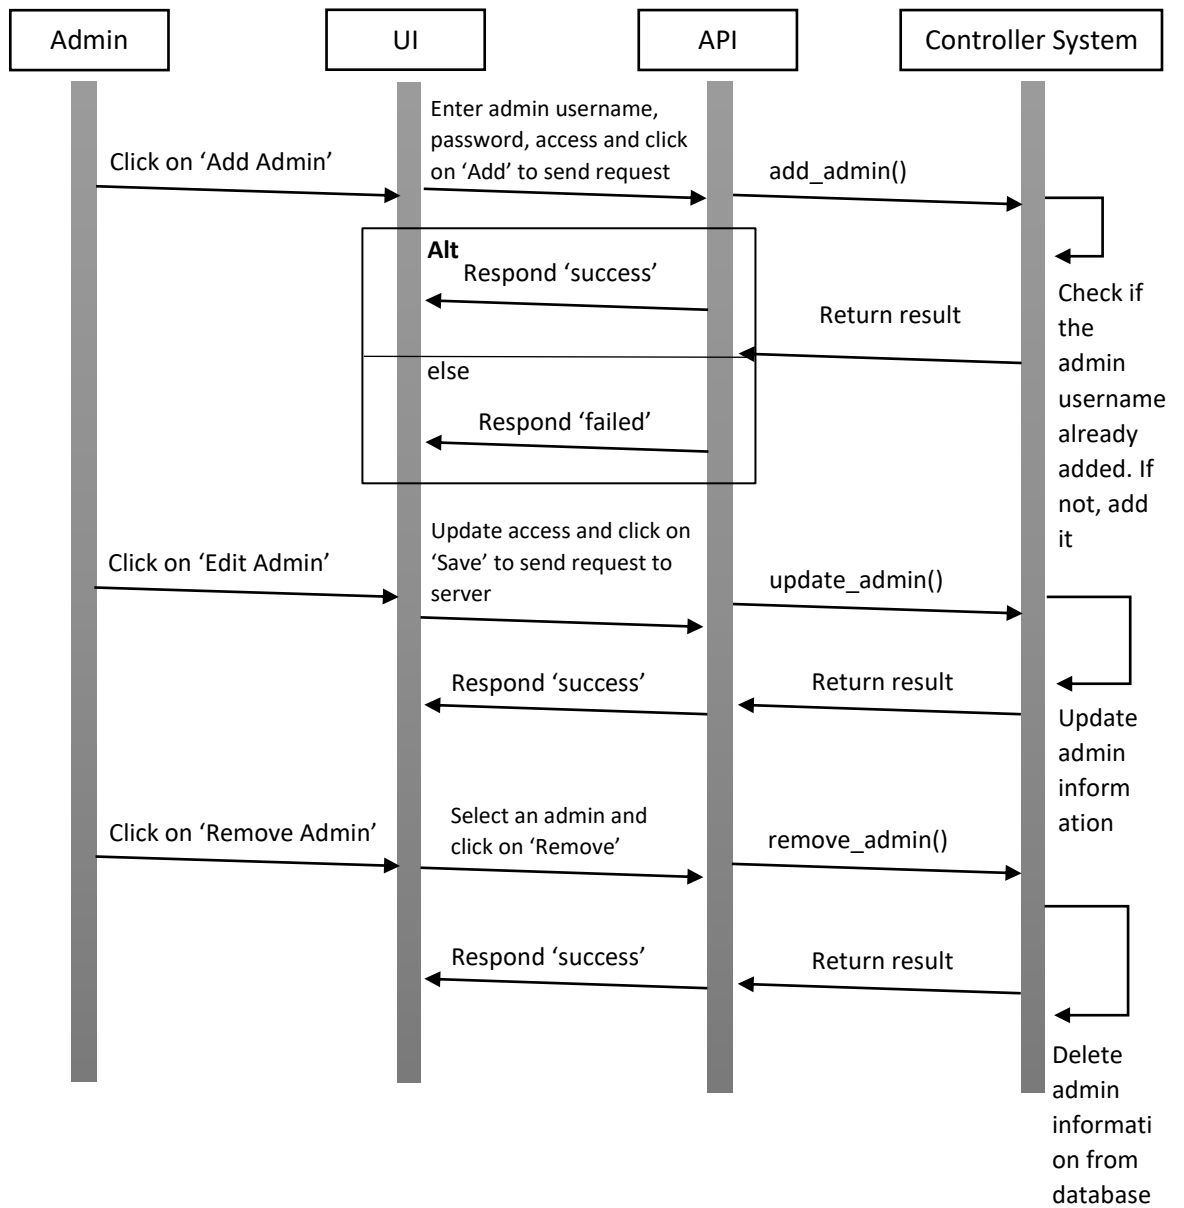 Admin
UI
API
Controller System
Enter admin username,
password, access and click
on ‘Add’ to send request
Click on ‘Add Admin’
add_admin()
Alt
Respond ‘success’
Return result
Check if
the
admin
username
already
added. If
not, add
it
else
Respond ‘failed’
Click on ‘Edit Admin’
Update access and click on
‘Save’ to send request to
server
update_admin()
Respond ‘success’
Return result
Update
admin
inform
ation
Click on ‘Remove Admin’
Select an admin and
click on ‘Remove’
remove_admin()
Respond ‘success’
Return result
Delete
admin
informati
on from
database